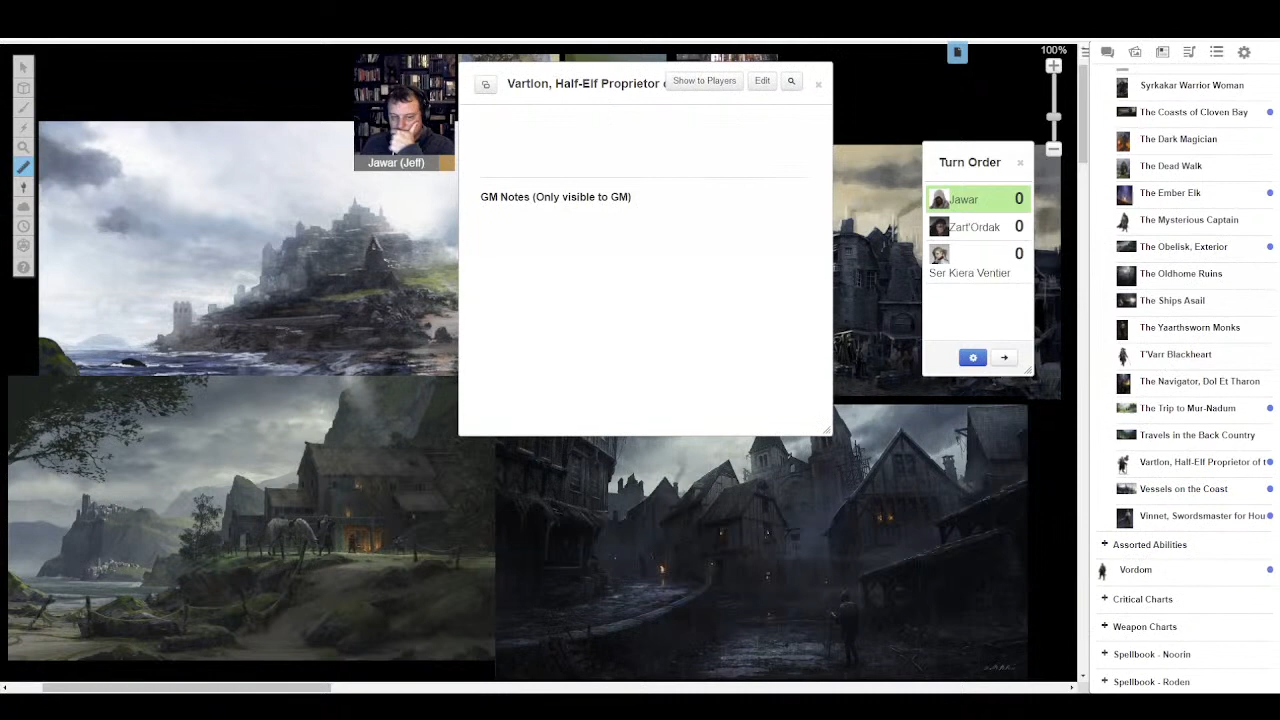 100%
Vartlon, Half-Elf Proprietor
Show to Players
Edit
GM Notes (Only visible to GM)
Jawar (Jeff)
Turn Order
Jawar 0
Zart'Ordak 0
0
Ser Kiera Ventier
Syrkakar Warrior Woman
The Coasts of Cloven Bay
The Dark Magician
The Dead Walk
The Ember Elk
The Mysterious Captain
The Obelisk, Exterior
The Oldhome Ruins
The Ships Asail
The Yaarthsworn Monks
T'Varr Blackheart
The Navigator, Dol Et Tharon
The Trip to Mur-Nadum
Travels in the Back Country
Vartlon, Half-Elf Proprietor of t
Vessels on the Coast
Vinnet, Swordsmaster for Hou
Assorted Abilities
Vordom
Critical Charts
Weapon Charts
Spellbook - Noorin
Spellbook - Roden